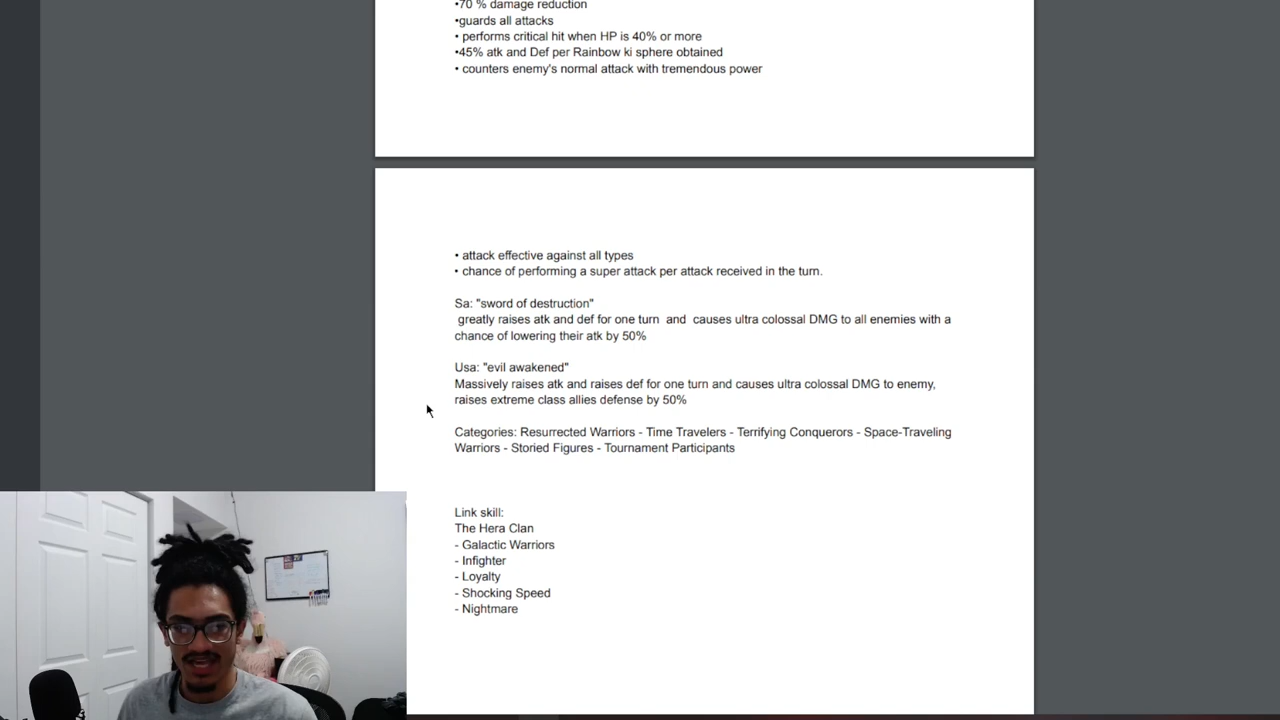 •70 % damage reduction
•guards all attacks
• performs critical hit when HP is 40% or more
•45% atk and Def per Rainbow ki sphere obtained
• counters enemy's normal attack with tremendous power
• attack effective against all types
• chance of performing a super attack per attack received in the turn.
Sa: "sword of destruction"
greatly raises atk and def for one turn  and  causes ultra colossal DMG to all enemies with a
chance of lowering their atk by 50%
Usa: "evil awakened"
Massively raises atk and raises def for one turn and causes ultra colossal DMG to enemy,
raises extreme class allies defense by 50%
Categories: Resurrected Warriors - Time Travelers - Terrifying Conquerors - Space-Traveling
Warriors - Storied Figures - Tournament Participants
Link skill:
The Hera Clan
- Galactic Warriors
- Infighter
- Loyalty
- Shocking Speed
- Nightmare